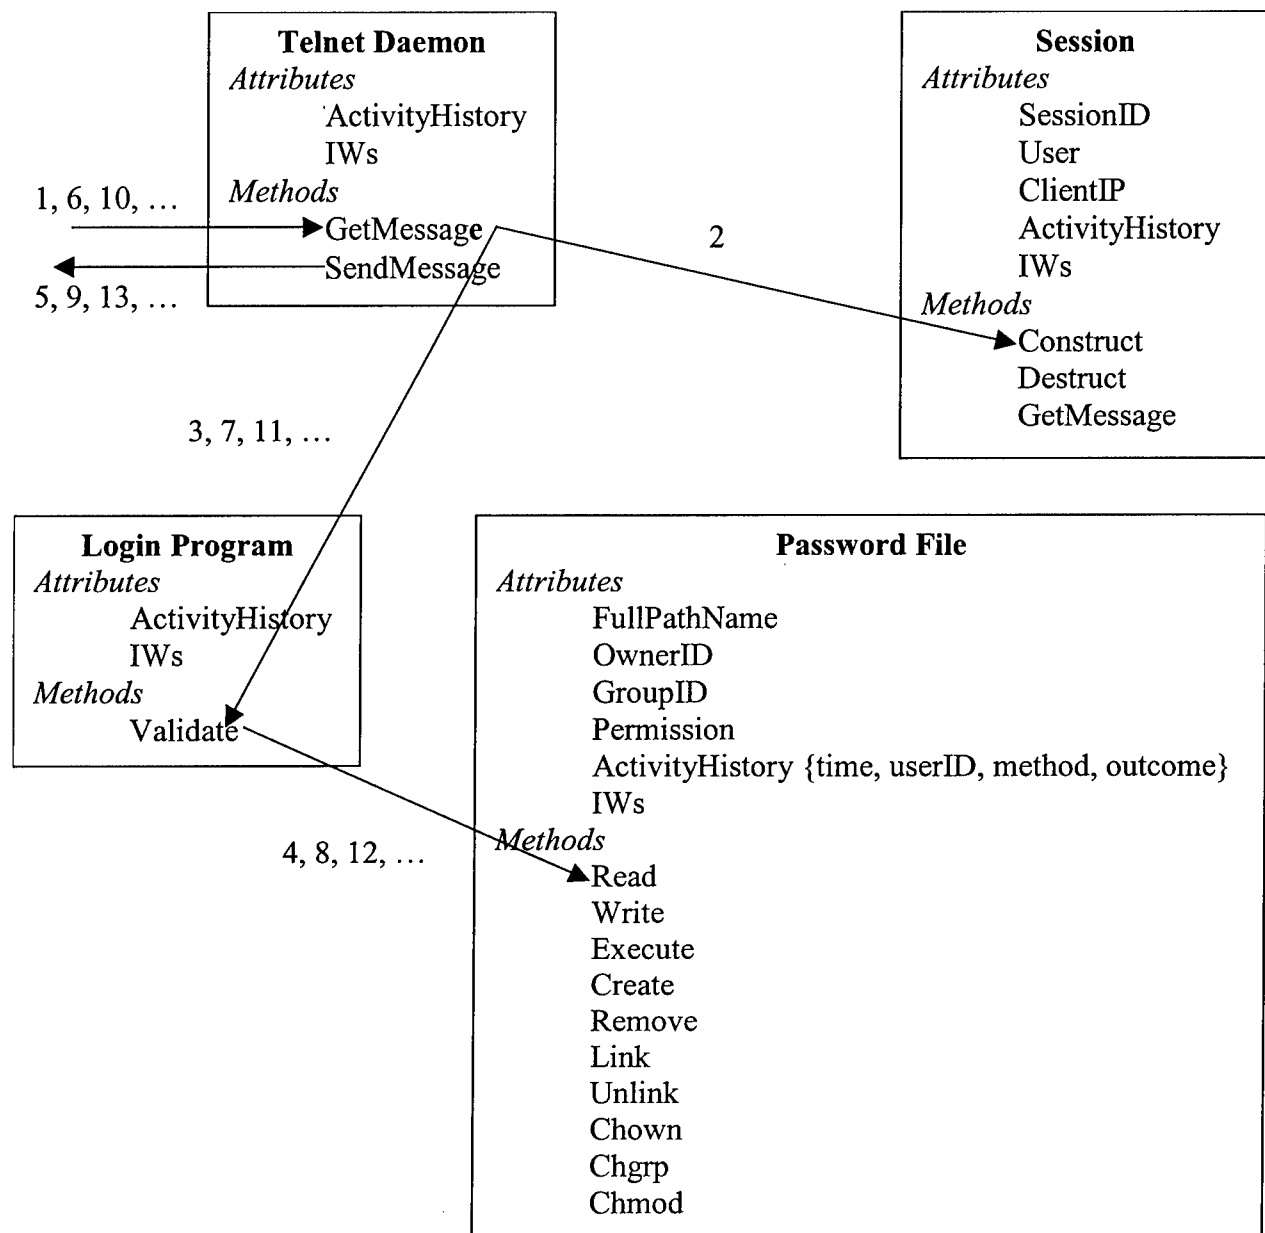 Telnet Daemon
Attributes
ActivityHistory
IWs
Methods
GetMessage
SendMessage
1, 6, 10, …
5, 9, 13, …
2
Session
Attributes
SessionID
User
ClientIP
ActivityHistory
IWs
Methods
Construct
Destruct
GetMessage
3, 7, 11, …
Login Program
Attributes
ActivityHistory
IWs
Methods
Validate
4, 8, 12, …
Password File
Attributes
FullPathName
OwnerID
GroupID
Permission
ActivityHistory {time, userID, method, outcome}
IWs
Methods
Read
Write
Execute
Create
Remove
Link
Unlink
Chown
Chgrp
Chmod